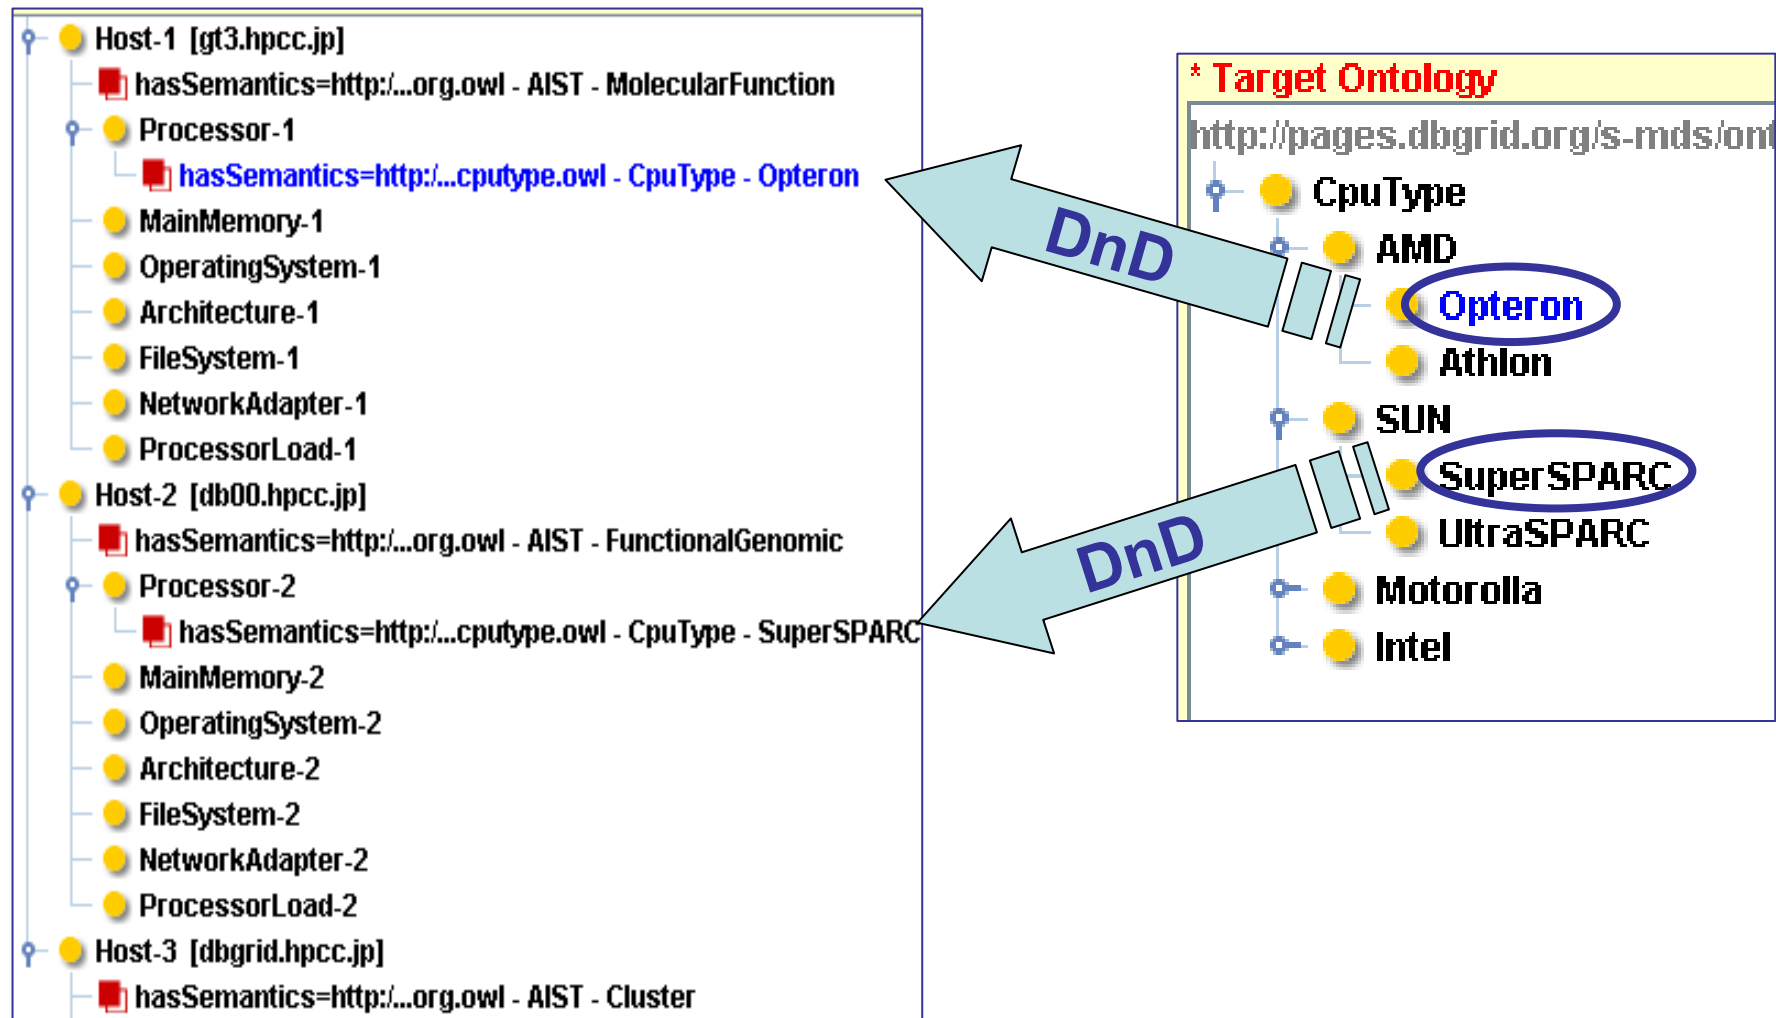 Host-1 [gt3.hpcc.jp]
hasSemantics=http:/...org.owl - AIST - MolecularFunction
Processor-1
hasSemantics=http:/...cputype.owl - CpuType - Opteron
MainMemory-1
OperatingSystem-1
Architecture-1
FileSystem-1
NetworkAdapter-1
ProcessorLoad-1
Host-2 [db00.hpcc.jp]
hasSemantics=http:/...org.owl - AIST - FunctionalGenomic
Processor-2
hasSemantics=http:/...cputype.owl - CpuType - SuperSPARC
MainMemory-2
OperatingSystem-2
Architecture-2
FileSystem-2
NetworkAdapter-2
ProcessorLoad-2
Host-3 [dbgrid.hpcc.jp]
hasSemantics=http:/...org.owl - AIST - Cluster
DnD
DnD
* Target Ontology
http://pages.dbgrid.org/s-mds/ont
CpuType
AMD
Opteron
Athlon
SUN
SuperSPARC
UltraSPARC
Motorolla
Intel